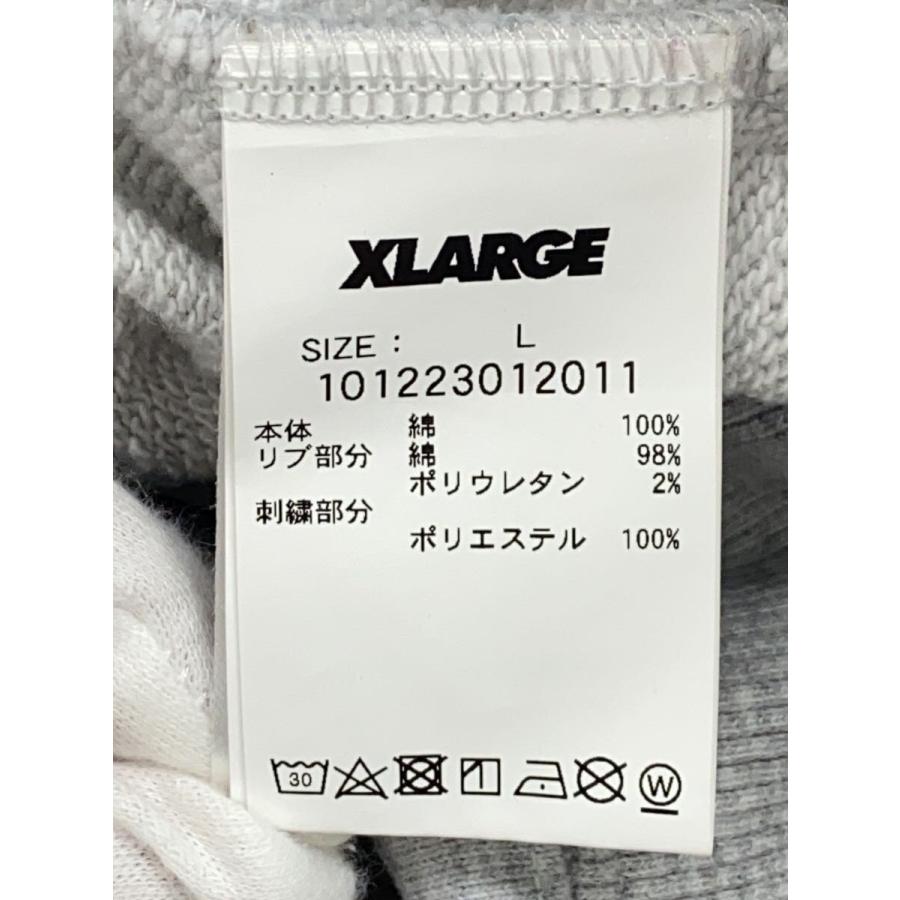 XLARGE
SIZE : L
101223012011
本体 綿 100%
リブ部分 綿 98%
ポリウレタン 2%
刺繍部分
ポリエステル 100%
30
W